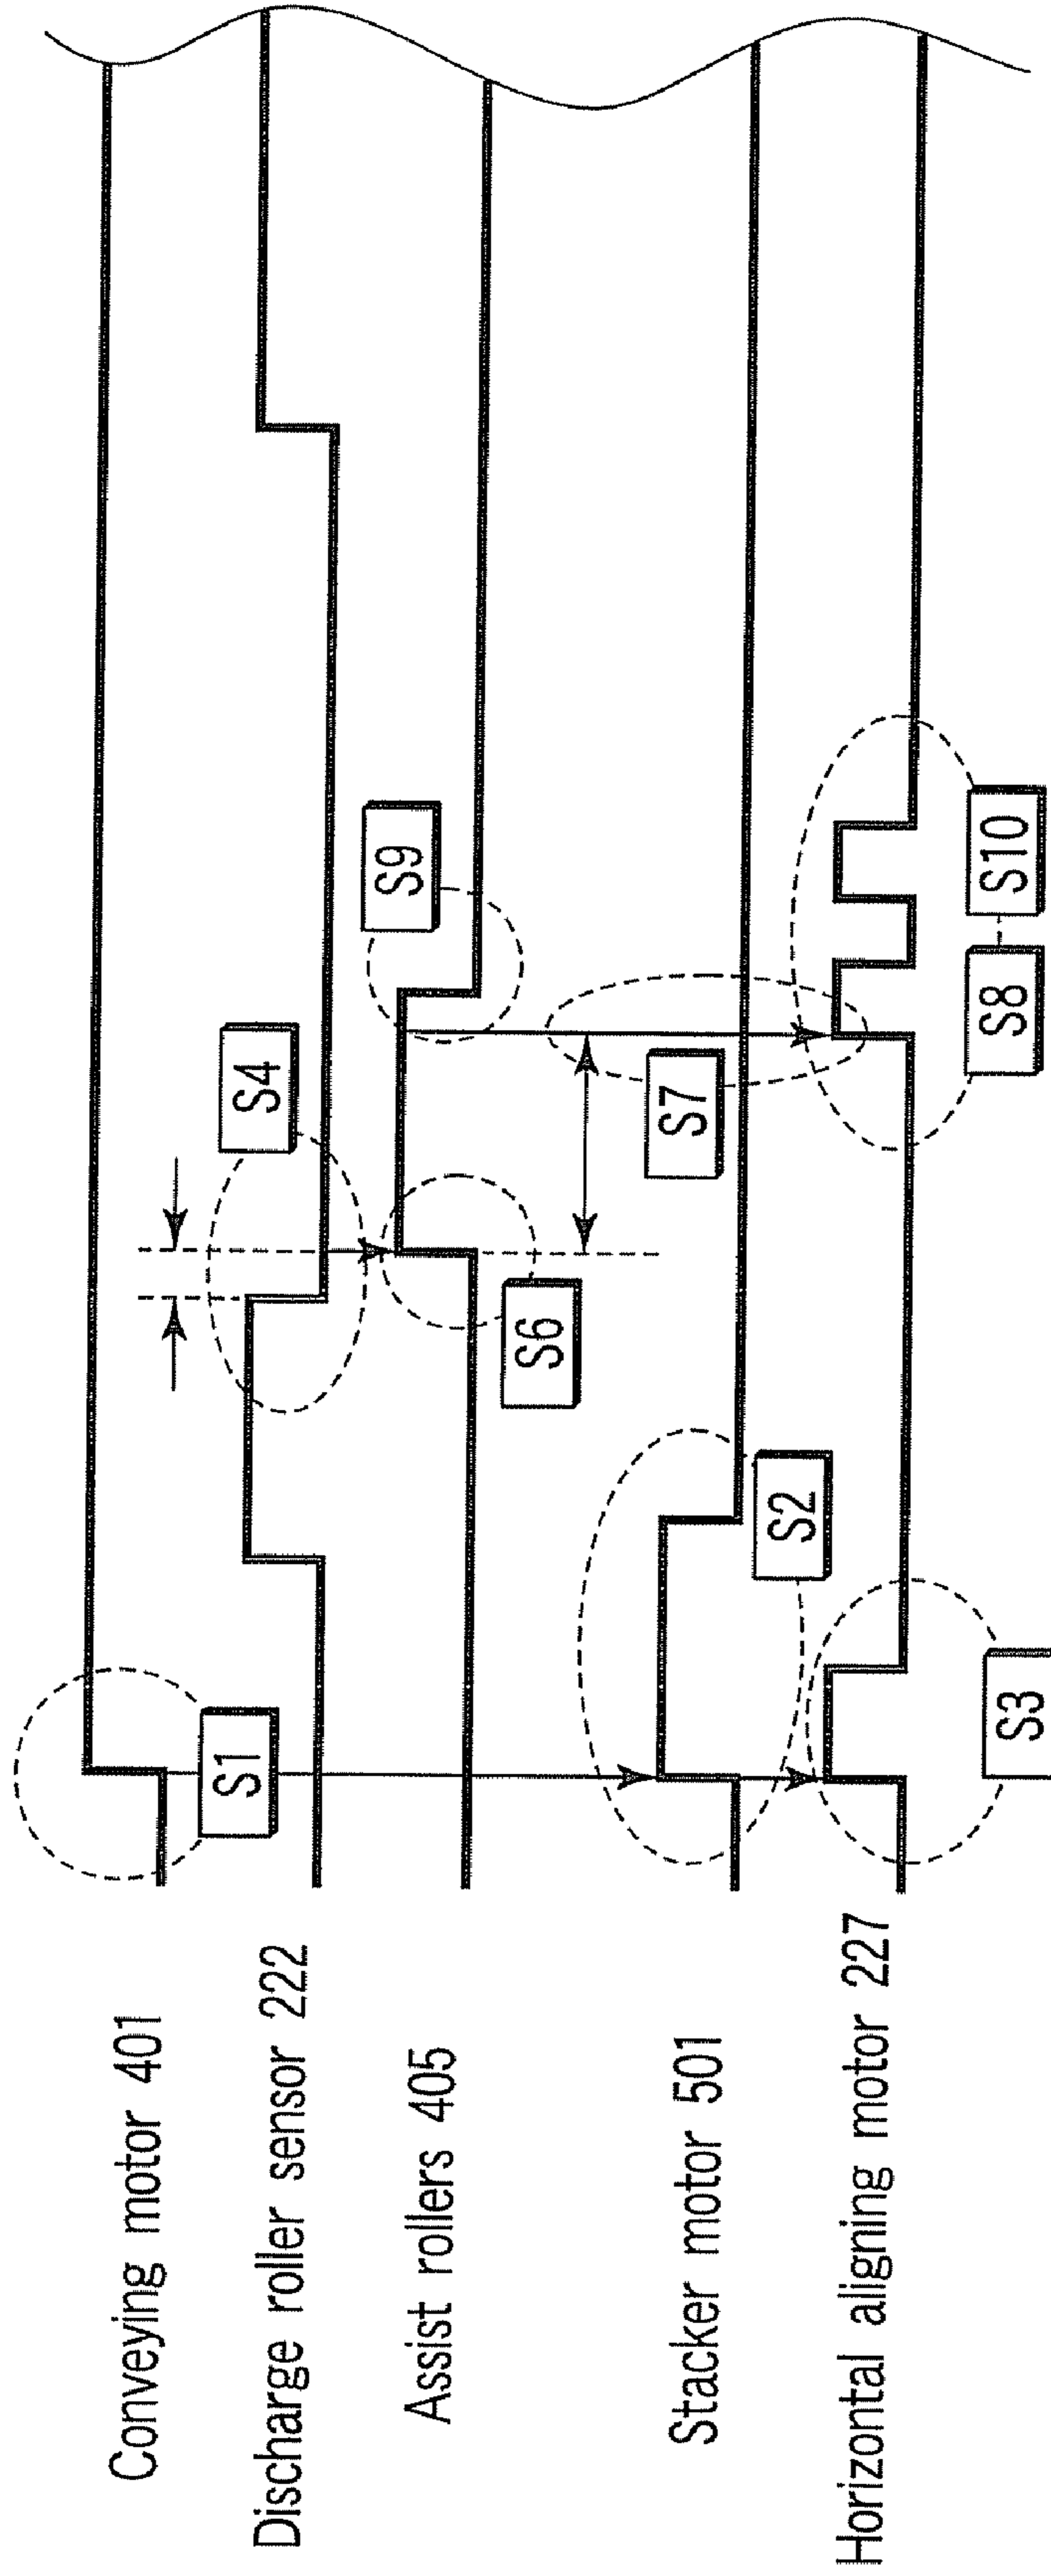 Conveying motor 401
Discharge roller sensor 222
Assist rollers 405
Stacker motor 501
Horizontal aligning motor 227
S1
S4
S9
S6
S7
S2
S3
S8
S10